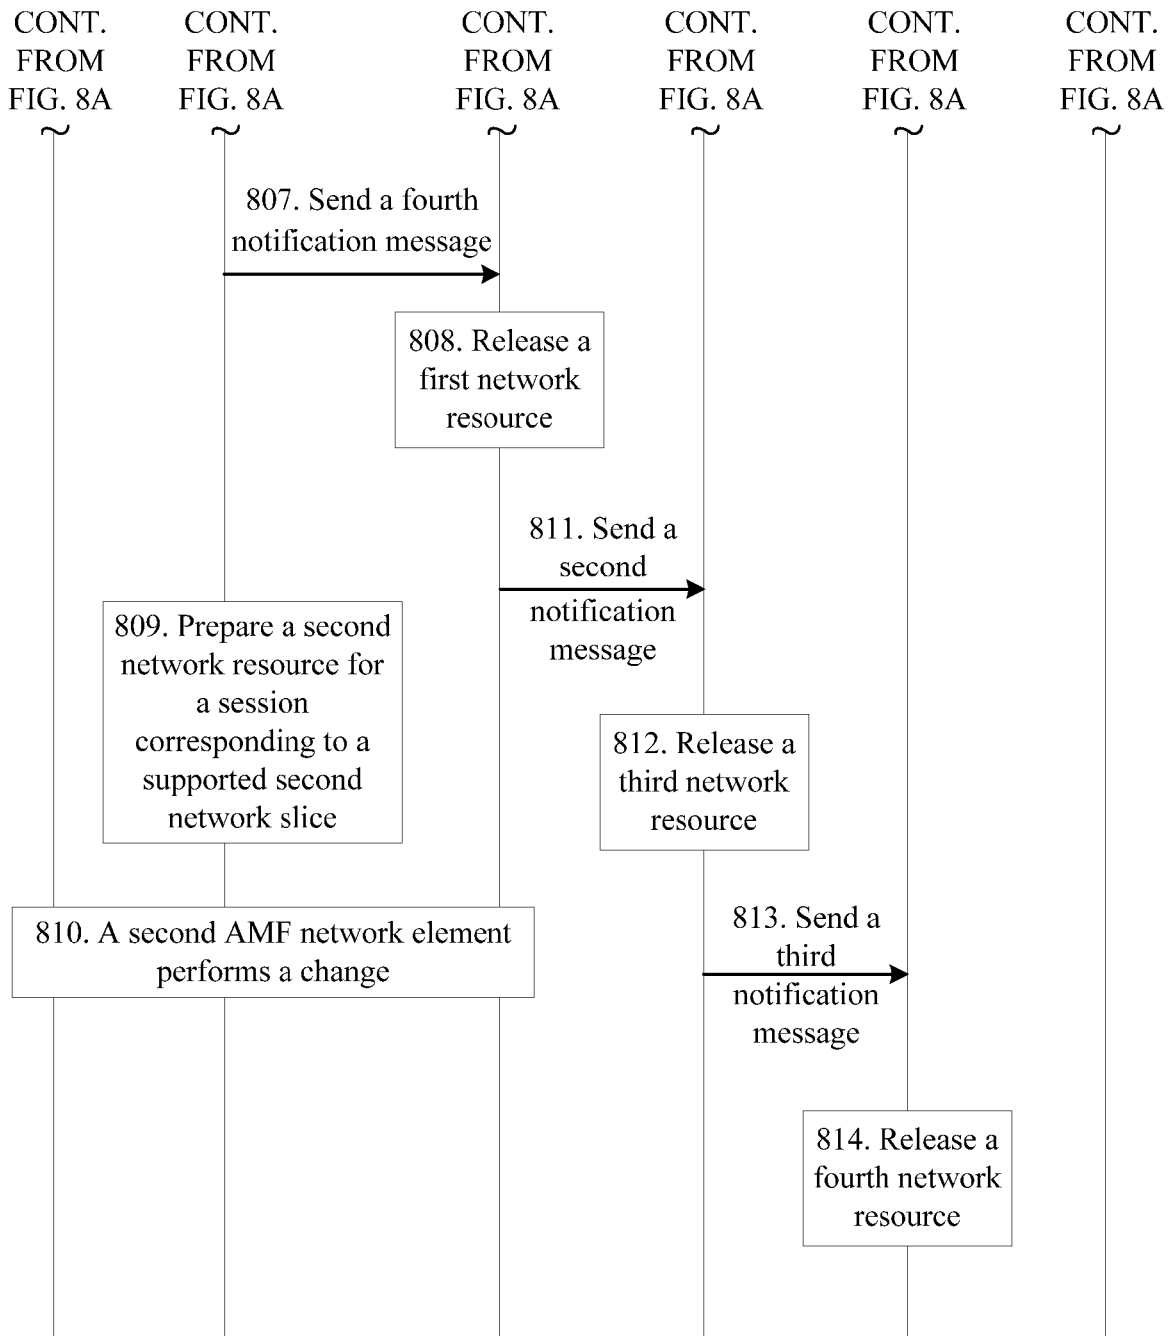 CONT.
FROM
FIG. 8A
CONT.
FROM
FIG. 8A
CONT.
FROM
FIG. 8A
CONT.
FROM
FIG. 8A
CONT.
FROM
FIG. 8A
CONT.
FROM
FIG. 8A
807. Send a fourth
notification message
808. Release a
first network
resource
811. Send a
second
notification
message
809. Prepare a second
network resource for
a session
corresponding to a
supported second
network slice
812. Release a
third network
resource
810. A second AMF network element
performs a change
813. Send a
third
notification
message
814. Release a
fourth network
resource